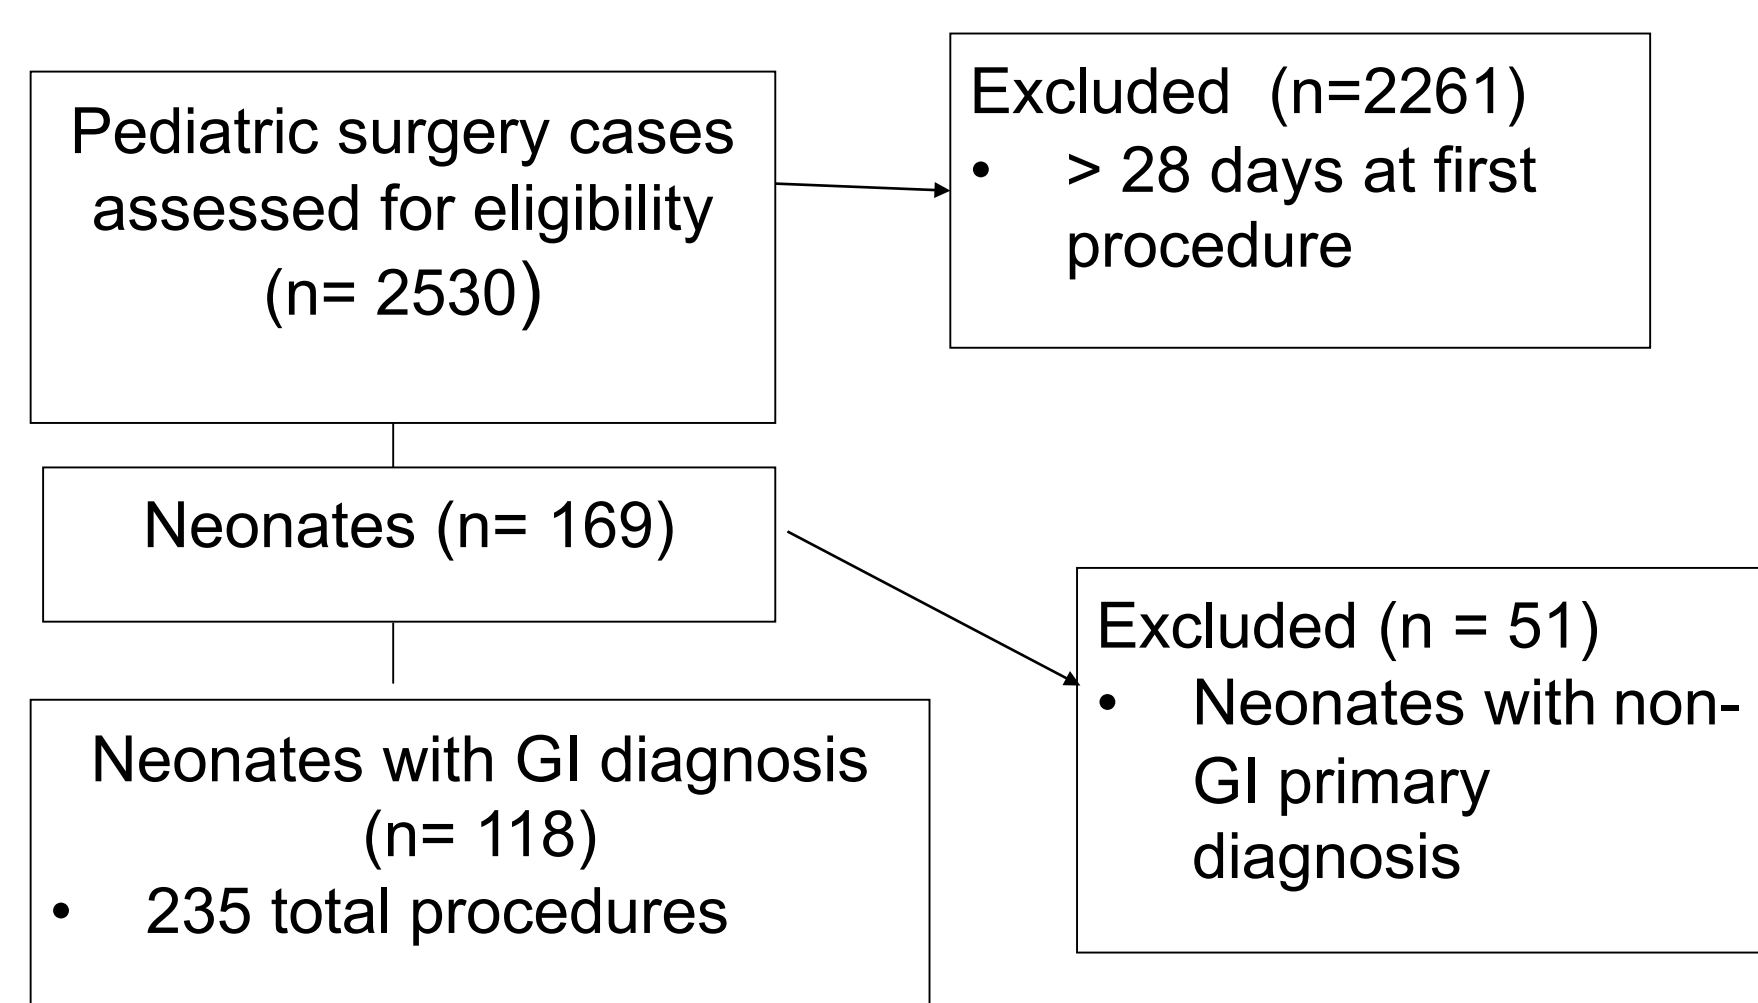 Pediatric surgery cases
assessed for eligibility
(n= 2530)
Excluded  (n=2261)
• > 28 days at first
procedure
Neonates (n= 169)
Excluded (n = 51)
• Neonates with non-
GI primary
diagnosis
Neonates with GI diagnosis
(n= 118)
• 235 total procedures